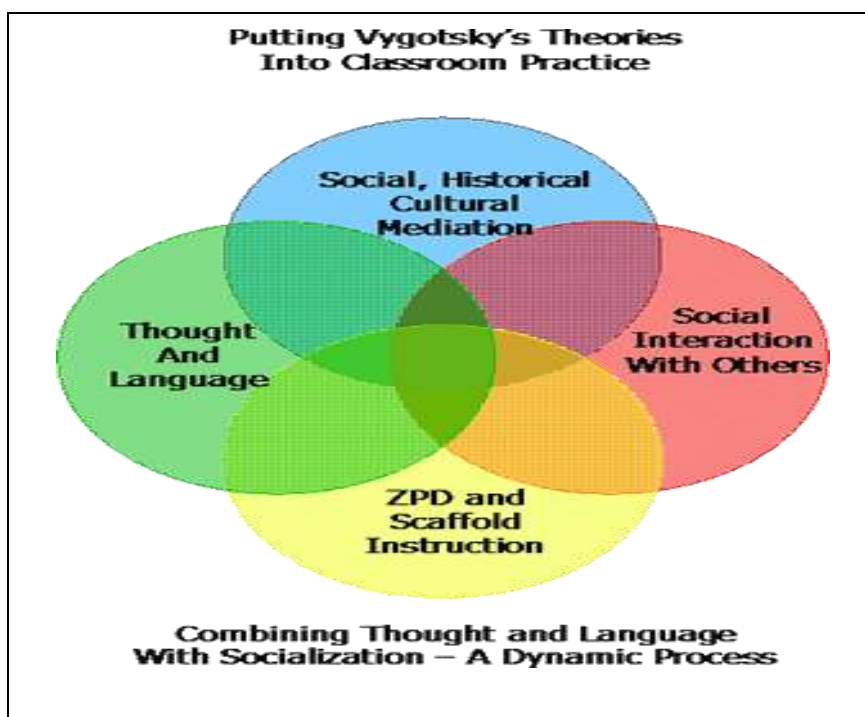 Putting Vygotsky's Theories
Into Classroom Practice
Social, Historical
Cultural
Mediation
Thought
And
Language
Social
Interaction
With Others
ZPD and
Scaffold
Instruction
Combining Thought and Language
With Socialization – A Dynamic Process